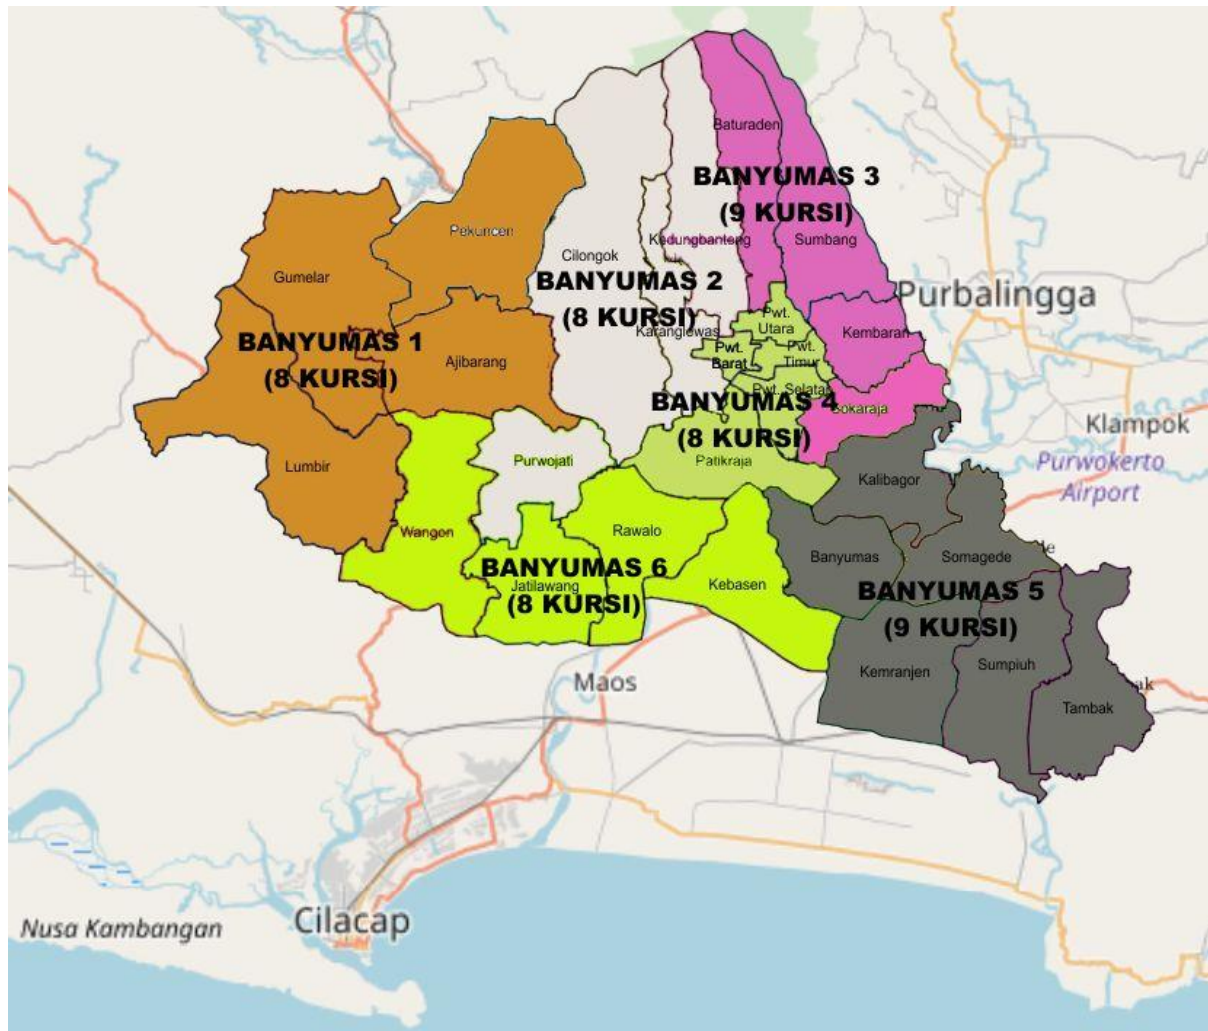 Baturaden
BANYUMAS 3
(9 KURSI)
Pekuncen
Kedungbanteng
Sumbang
Cilongok
Gumelar
BANYUMAS 2
(8 KURSI)
Purbalingga
Pwt.
Utara
Karanglewas
Kembaran
BANYUMAS 1
(8 KURSI)
Ajibarang
Pwt.
Barat
Pwt.
Timur
Pwt. Selatan
BANYUMAS 4
(8 KURSI)
Sokaraja
Klampok
Lumbir
Purwojati
Patikraja
Purwokerto
Airport
Kalibagor
Wangon
Rawalo
Banyumas
Somagede
BANYUMAS 6
(8 KURSI)
Jatilawang
Kebasen
BANYUMAS 5
(9 KURSI)
Kemranjen
Sumpiuh
Maos
Tambak
Cilacap
Nusa Kambangan